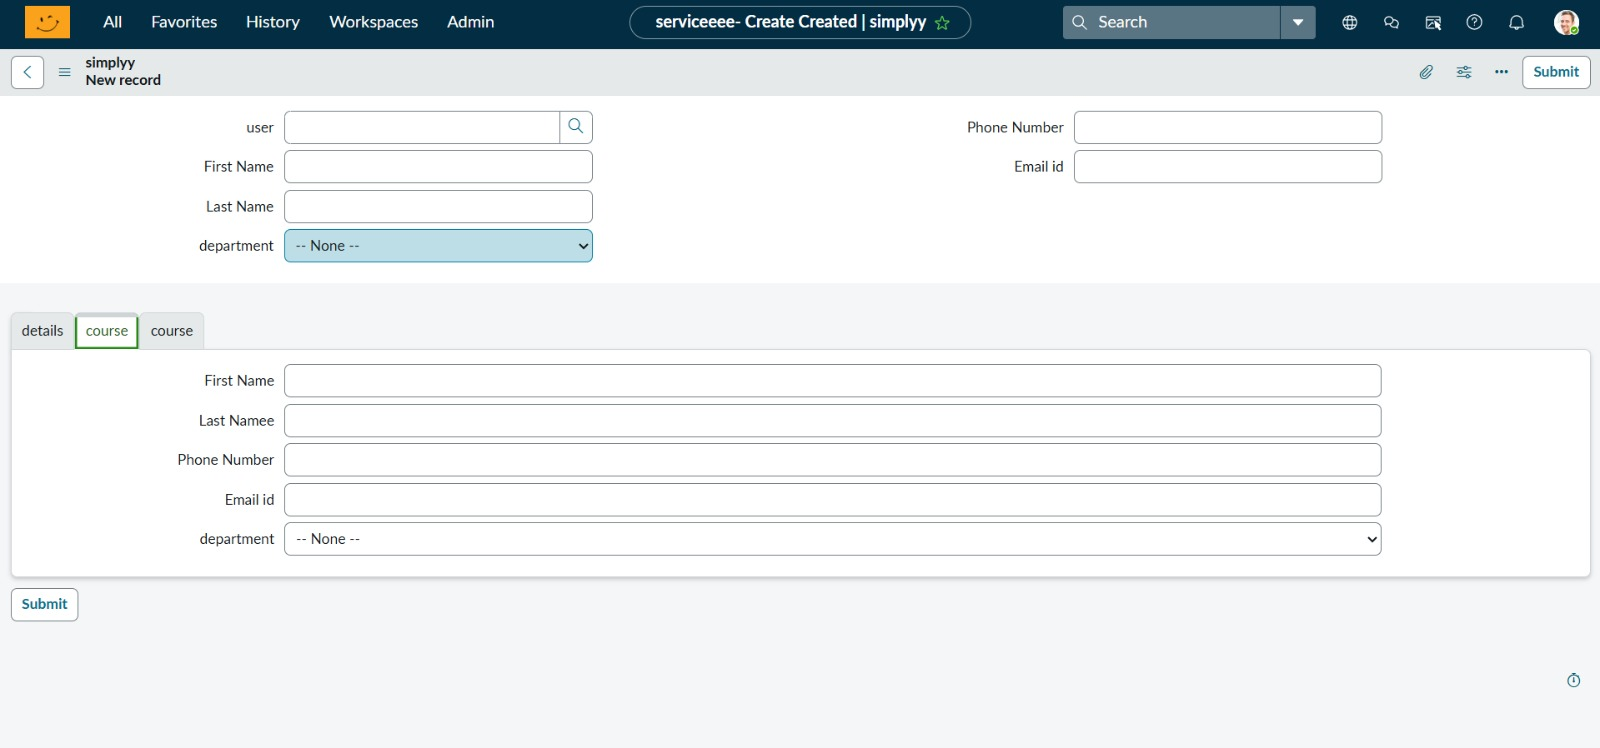 All Favorites History Workspaces Admin serviceeee- Create Created | simplyy Search
simplyy
New record
Submit
user
Phone Number
First Name
Email id
Last Name
department -- None --
details course course
First Name
Last Namee
Phone Number
Email id
department -- None --
Submit